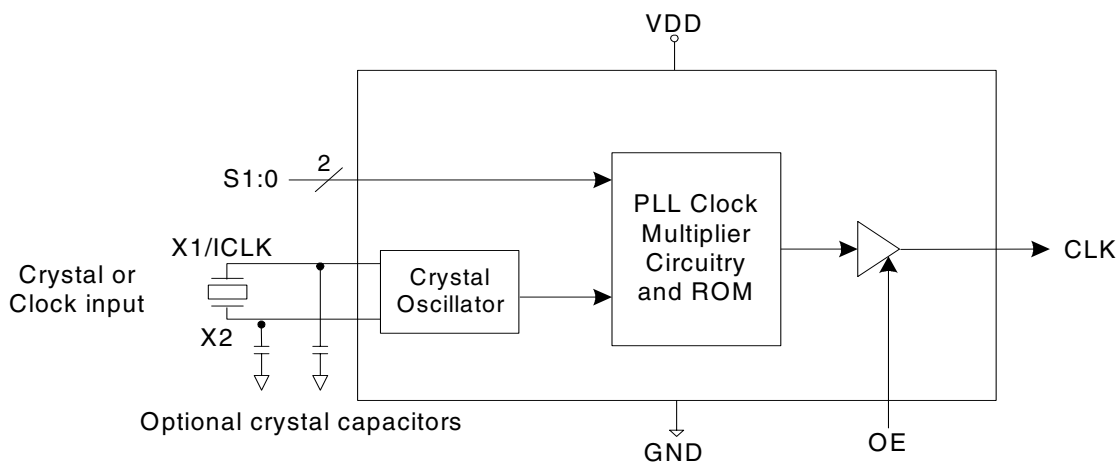 VDD
2
S1:0
PLL Clock
Multiplier
Circuitry
and ROM
X1/ICLK
CLK
Crystal or
Clock input
Crystal
Oscillator
X2
Optional crystal capacitors
GND
OE